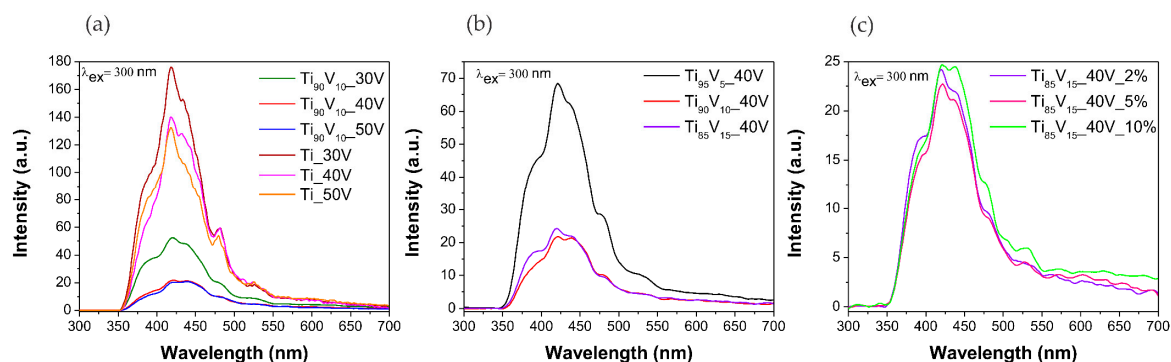 (a)
(b)
(c)
180
160
140
120
100
80
60
40
20
0
Intensity (a.u.)
λex= 300 nm
Ti90V10_30V
Ti90V10_40V
Ti90V10_50V
Ti_30V
Ti_40V
Ti_50V
300 350 400 450 500 550 600 650 700
Wavelength (nm)
70
60
50
40
30
20
10
0
Intensity (a.u.)
λex= 300 nm
Ti95V5_40V
Ti90V10_40V
Ti85V15_40V
300 350 400 450 500 550 600 650 700
Wavelength (nm)
25
20
15
10
5
0
Intensity (a.u.)
λex= 300 nm
Ti85V15_40V_2%
Ti85V15_40V_5%
Ti85V15_40V_10%
300 350 400 450 500 550 600 650 700
Wavelength (nm)